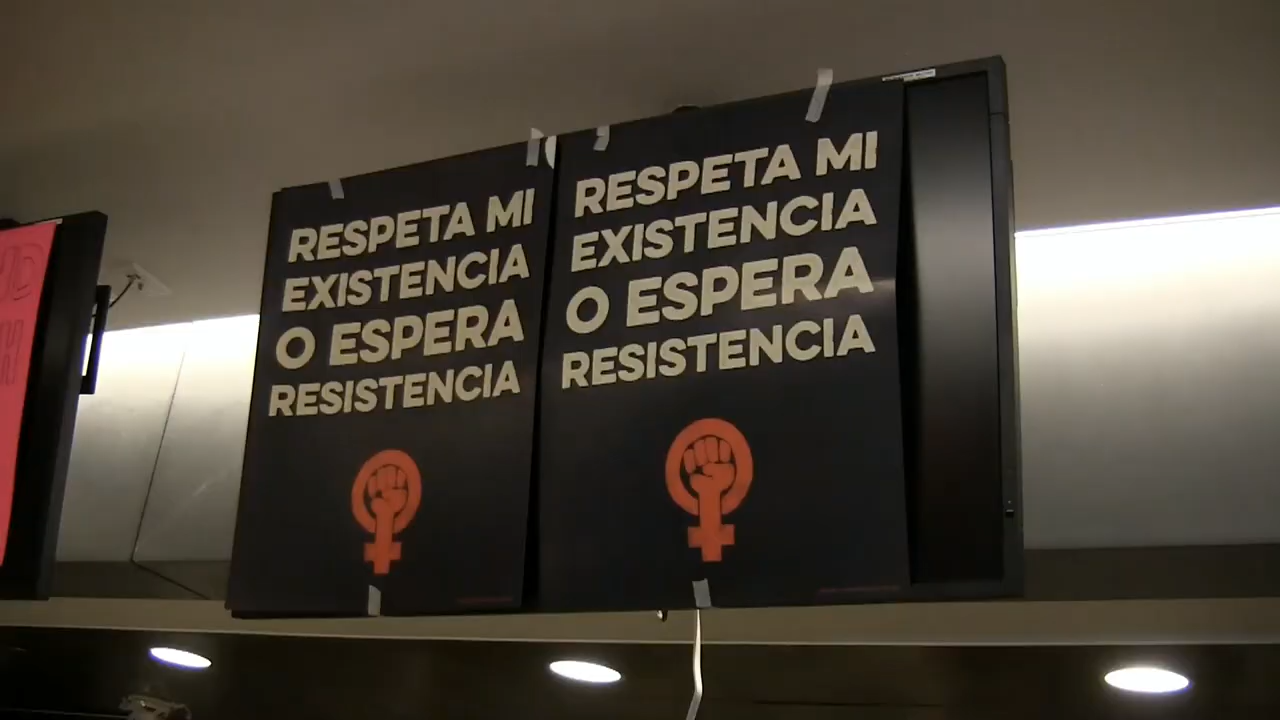 RESPETA MI
EXISTENCIA
O ESPERA
RESISTENCIA
RESPETA MI
EXISTENCIA
O ESPERA
RESISTENCIA